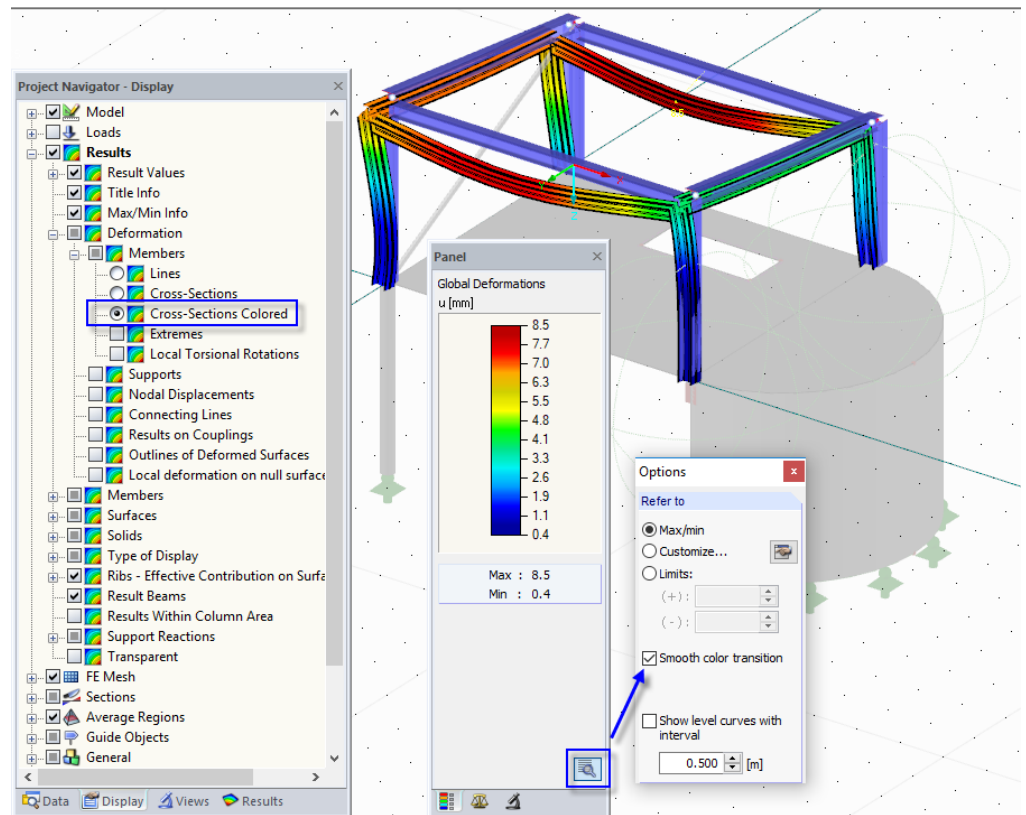 Project Navigator - Display
Model
Loads
Results
Result Values
Title Info
Max/Min Info
Deformation
Members
Lines
Cross-Sections
Cross-Sections Colored
Extremes
Local Torsional Rotations
Supports
Nodal Displacements
Connecting Lines
Results on Couplings
Outlines of Deformed Surfaces
Local deformation on null surface
Members
Surfaces
Solids
Type of Display
Ribs - Effective Contribution on Surfa
Result Beams
Results Within Column Area
Support Reactions
Transparent
FE Mesh
Sections
Average Regions
Guide Objects
General
Data Display Views Results
8.5
Y
Z
Panel
Global Deformations
u [mm]
8.5
7.7
7.0
6.3
5.5
4.8
4.1
3.3
2.6
1.9
1.1
0.4
Max : 8.5
Min : 0.4
Options
Refer to
Max/min
Customize...
Limits:
(+):
(-):
Smooth color transition
Show level curves with
interval
0.500 [m]